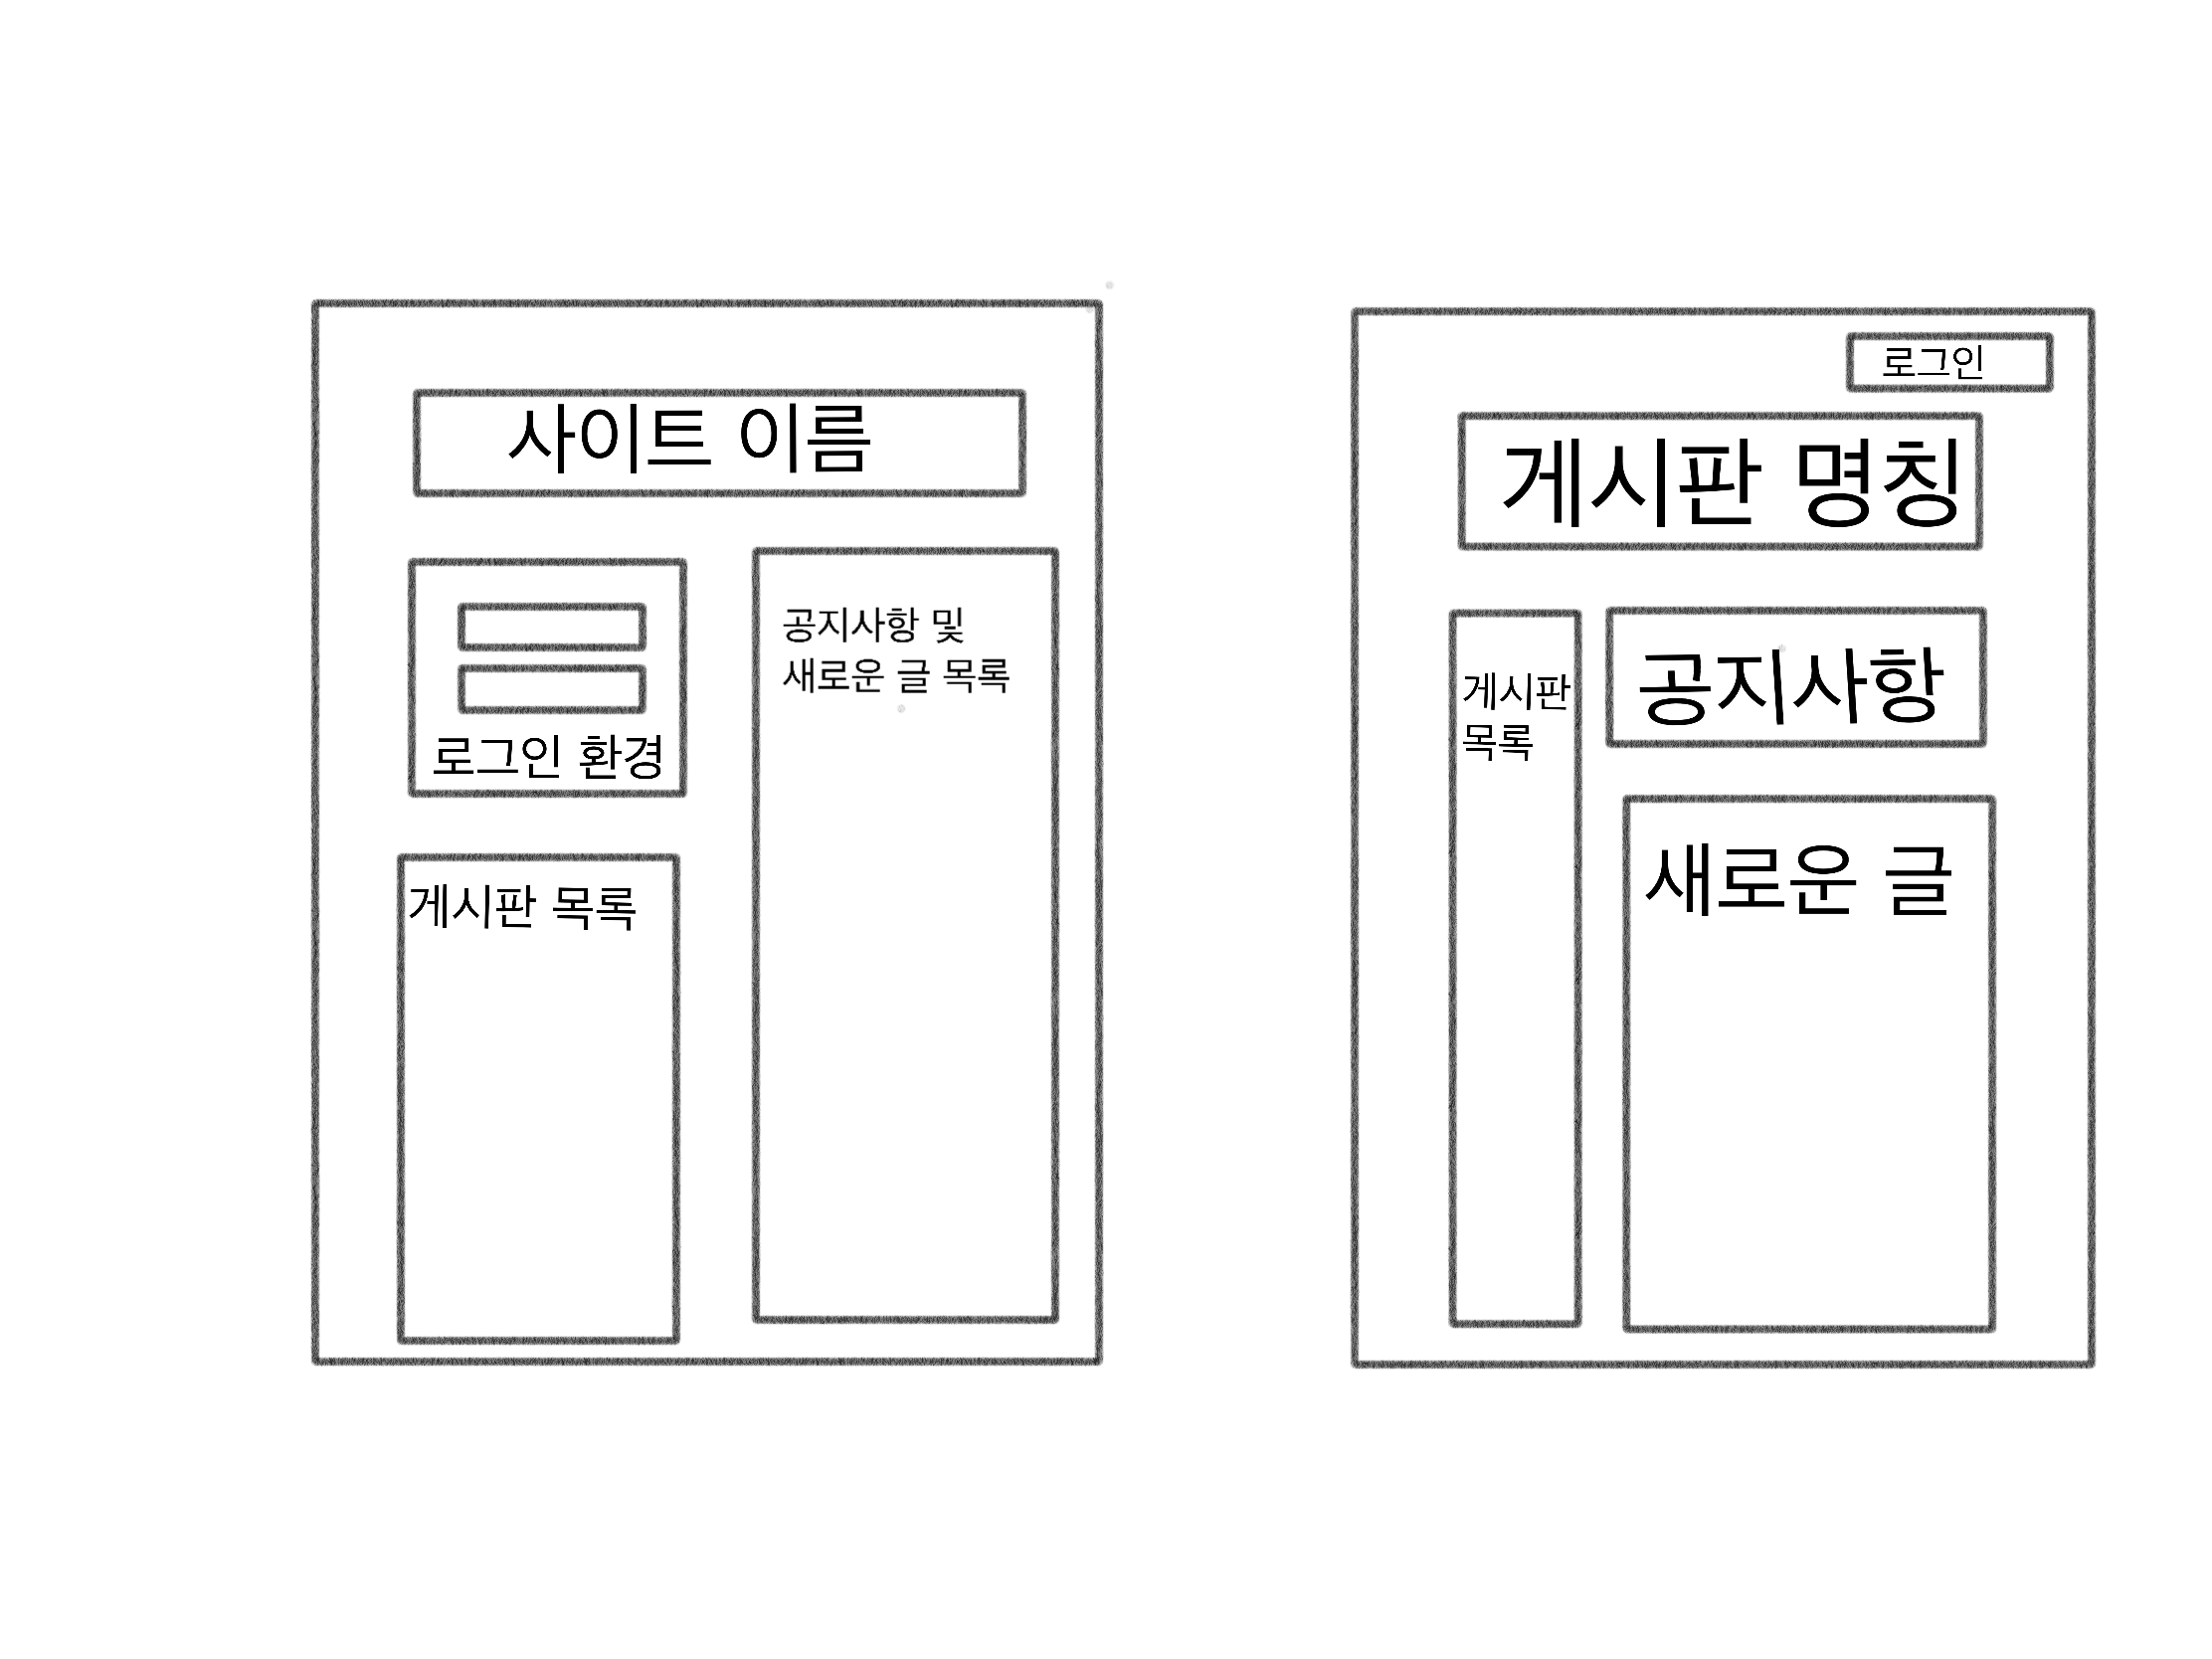 사이트 이름
로그인 환경
게시판 목록
공지사항 및
새로운 글 목록
로그인
게시판 명칭
게시판
목록
공지사항
새로운 글